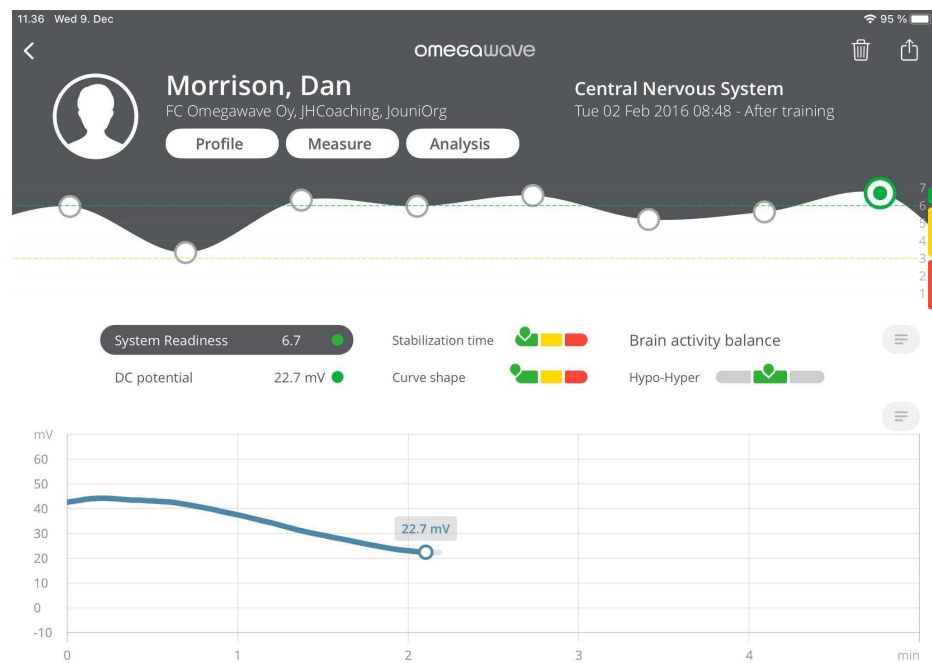 11.36 Wed 9. Dec
95 %
omegawave
Morrison, Dan
FC Omegawave Oy, JHCoaching, JouniOrg
Central Nervous System
Tue 02 Feb 2016 08:48 - After training
Profile
Measure
Analysis
7
6
5
4
3
2
1
System Readiness 6.7
Stabilization time
Brain activity balance
DC potential 22.7 mV
Curve shape
Hypo-Hyper
mV
60
50
40
30
22.7 mV
20
10
0
-10
0 1 2 3 4 min